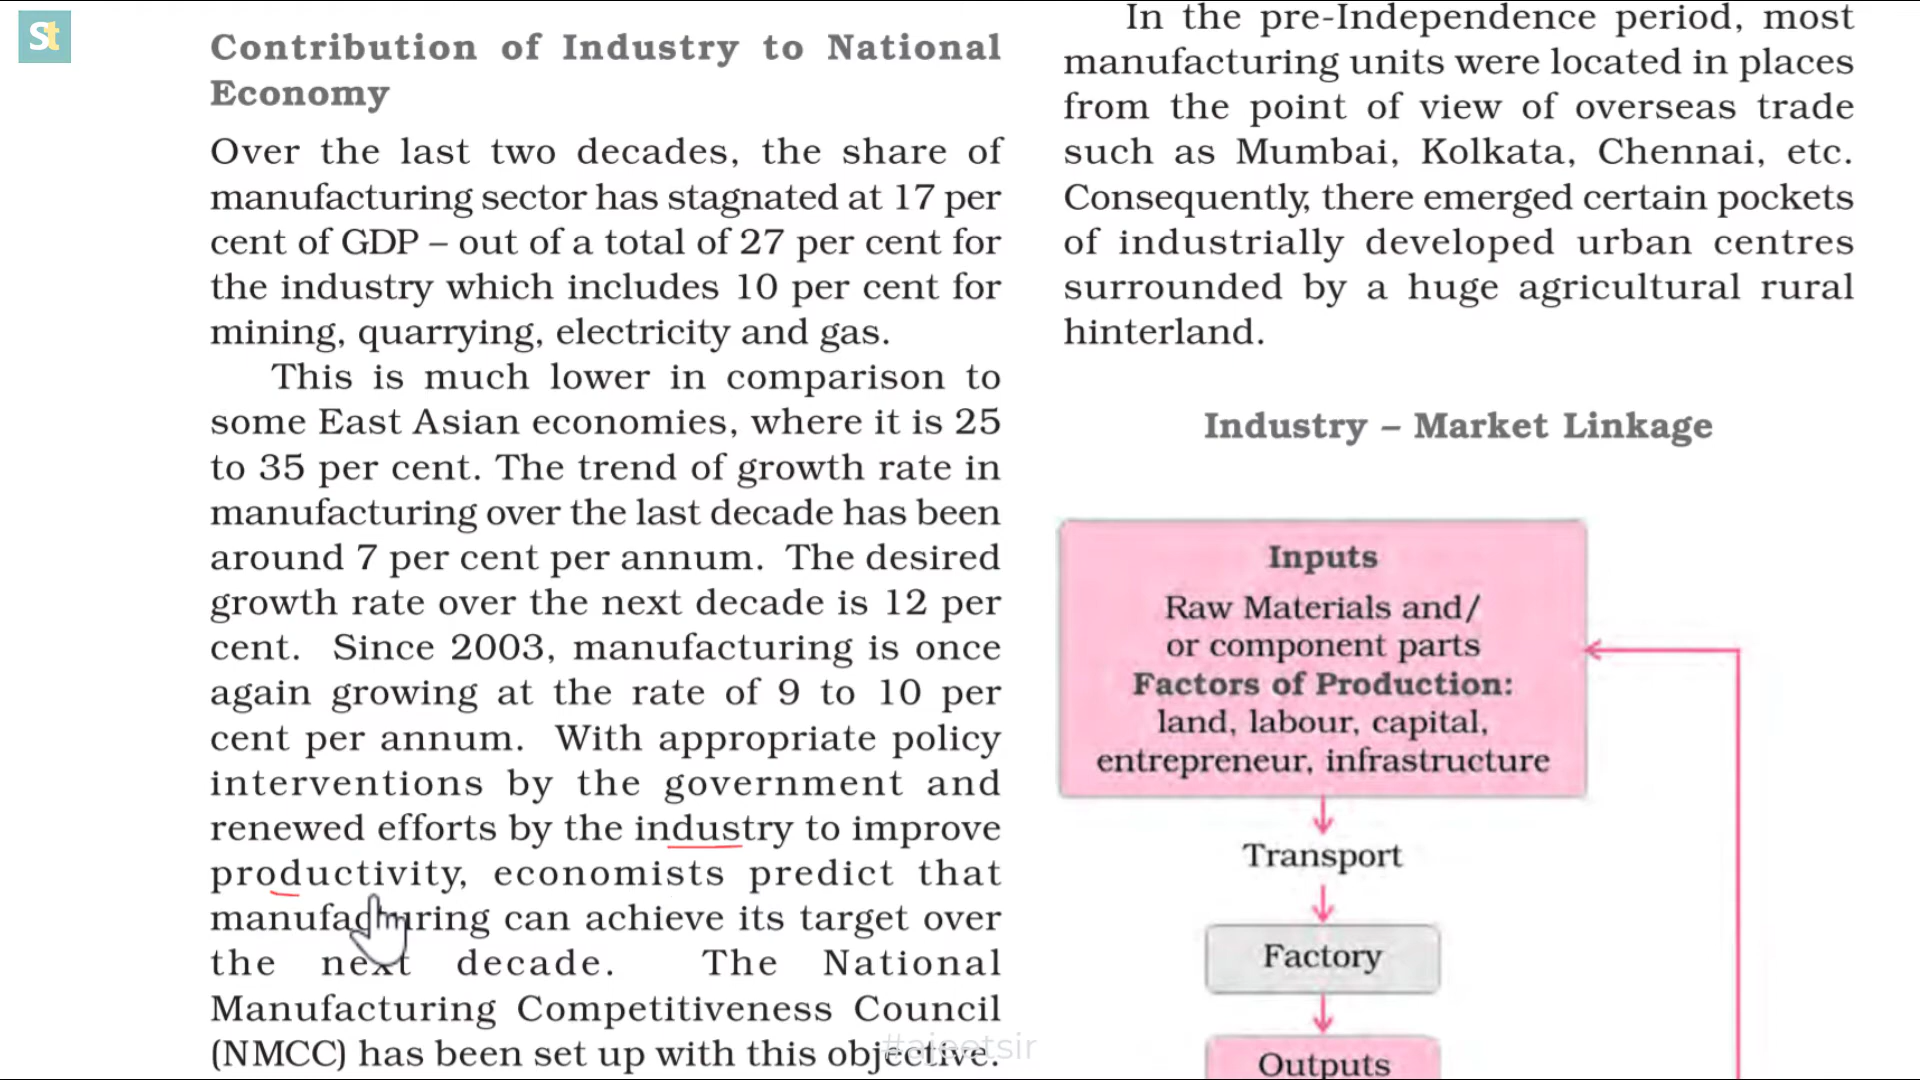 St
Contribution of Industry to National
Economy
Over the last two decades, the share of
manufacturing sector has stagnated at 17 per
cent of GDP – out of a total of 27 per cent for
the industry which includes 10 per cent for
mining, quarrying, electricity and gas.
This is much lower in comparison to
some East Asian economies, where it is 25
to 35 per cent. The trend of growth rate in
manufacturing over the last decade has been
around 7 per cent per annum. The desired
growth rate over the next decade is 12 per
cent. Since 2003, manufacturing is once
again growing at the rate of 9 to 10 per
cent per annum. With appropriate policy
interventions by the government and
renewed efforts by the industry to improve
productivity, economists predict that
manufacturing can achieve its target over
the next decade. The National
Manufacturing Competitiveness Council
(NMCC) has been set up with this objective.
#ajeetsir
In the pre-Independence period, most
manufacturing units were located in places
from the point of view of overseas trade
such as Mumbai, Kolkata, Chennai, etc.
Consequently, there emerged certain pockets
of industrially developed urban centres
surrounded by a huge agricultural rural
hinterland.
Industry – Market Linkage
Inputs
Raw Materials and/
or component parts
Factors of Production:
land, labour, capital,
entrepreneur, infrastructure
Transport
Factory
Outputs